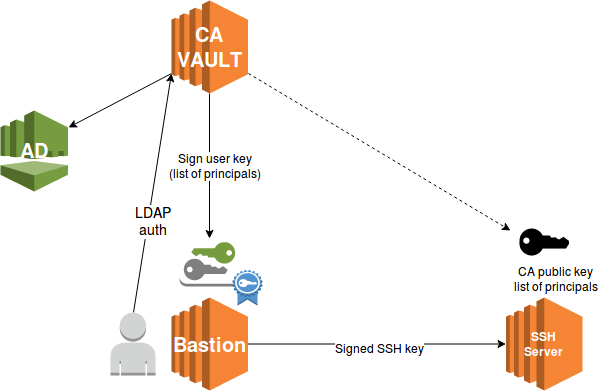 CA
VAULT
AD
Sign user key
(list of principals)
LDAP
auth
CA public key
list of principals
Bastion
Signed SSH key
SSH
Server